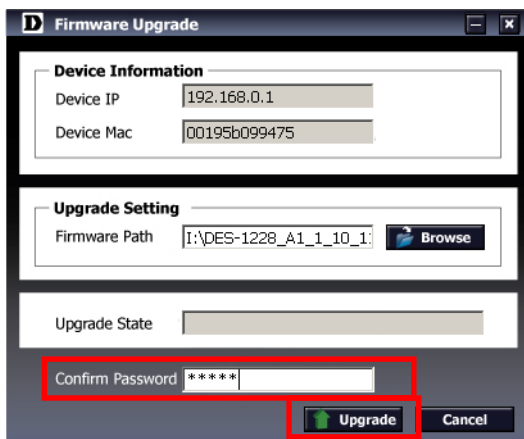 D Firmware Upgrade
Device Information
Device IP 192.168.0.1
Device Mac 00195b099475
Upgrade Setting
Firmware Path I:\DES-1228_A1_1_10_1 Browse
Upgrade State
Confirm Password *****
Upgrade Cancel